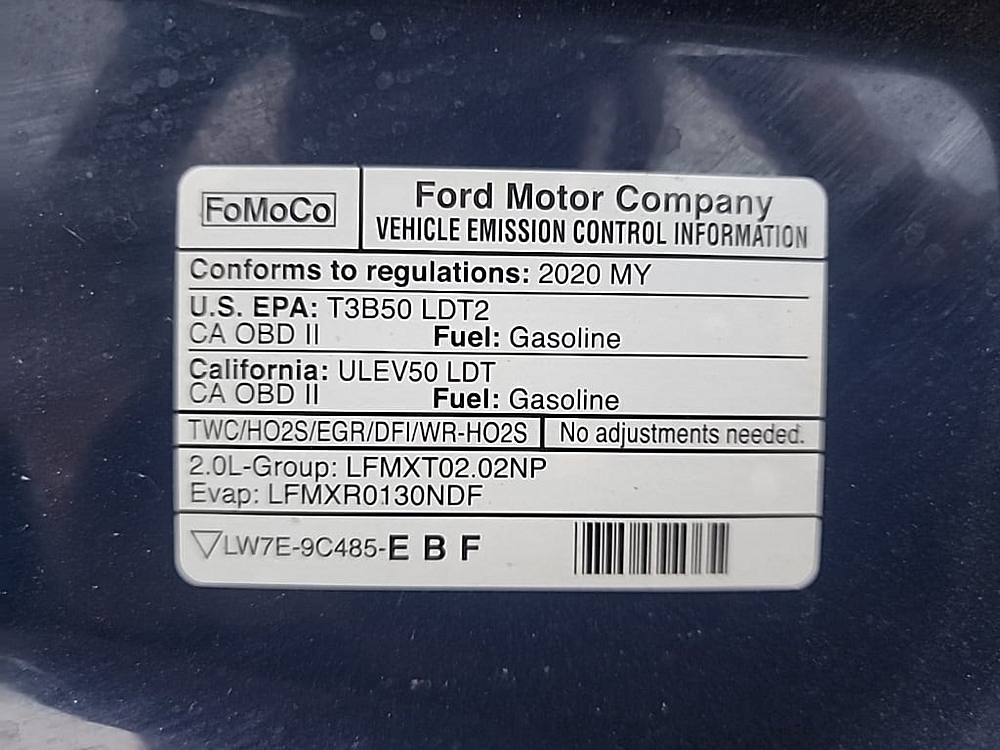 FoMoCo
Ford Motor Company
VEHICLE EMISSION CONTROL INFORMATION
Conforms to regulations: 2020 MY
U.S. EPA: T3B50 LDT2
CA OBD II Fuel: Gasoline
California: ULEV50 LDT
CA OBD II Fuel: Gasoline
TWC/HO2S/EGR/DFI/WR-HO2S No adjustments needed.
2.0L-Group: LFMXT02.02NP
Evap: LFMXR0130NDF
LW7E-9C485-E B F